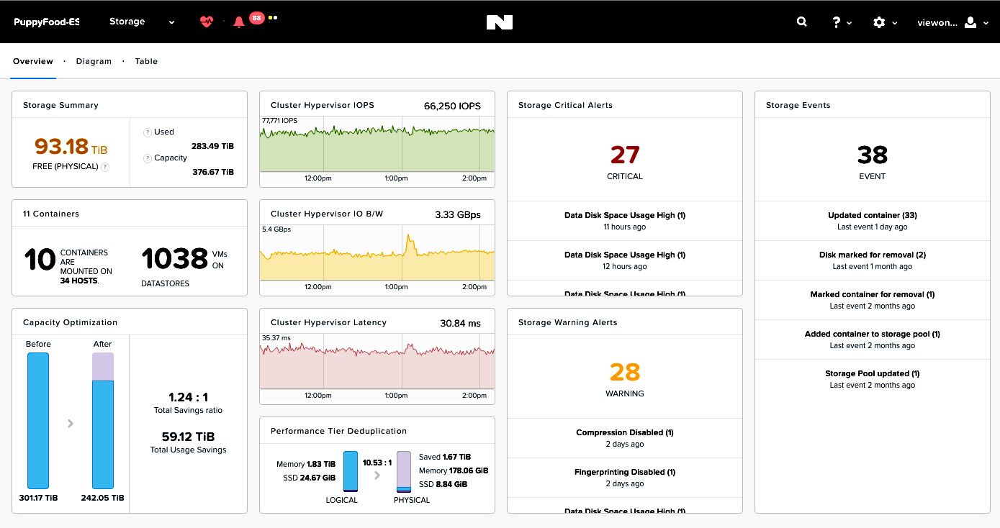 PuppyFood-ES
Storage
88
? 
viewon...
Overview · Diagram · Table
Storage Summary
93.18 TiB
FREE (PHYSICAL) ?
? Used
283.49 TiB
? Capacity
376.67 TiB
11 Containers
10
CONTAINERS
ARE
MOUNTED ON
34 HOSTS.
1038 VMs
ON
DATASTORES
Capacity Optimization
Before
After
301.17 TiB
242.05 TiB
1.24 : 1
Total Savings ratio
59.12 TiB
Total Usage Savings
Cluster Hypervisor IOPS
66,250 IOPS
77,771 IOPS
12:00pm 1:00pm 2:00pm
Cluster Hypervisor IO B/W
3.33 GBps
5.4 GBps
12:00pm 1:00pm 2:00pm
Cluster Hypervisor Latency
30.84 ms
35.37 ms
12:00pm 1:00pm 2:00pm
Performance Tier Deduplication
Memory 1.83 TiB
SSD 24.67 GiB
LOGICAL
10.53 : 1
Saved 1.67 TiB
Memory 178.06 GiB
SSD 8.84 GiB
PHYSICAL
Storage Critical Alerts
27
CRITICAL
Data Disk Space Usage High (1)
11 hours ago
Data Disk Space Usage High (1)
12 hours ago
Data Disk Space Usage High (1)
Storage Warning Alerts
28
WARNING
Compression Disabled (1)
2 days ago
Fingerprinting Disabled (1)
2 days ago
Data Disk Space Usage High (1)
Storage Events
38
EVENT
Updated container (33)
Last event 1 day ago
Disk marked for removal (2)
Last event 1 month ago
Marked container for removal (1)
Last event 2 months ago
Added container to storage pool (1)
Last event 2 months ago
Storage Pool updated (1)
Last event 2 months ago